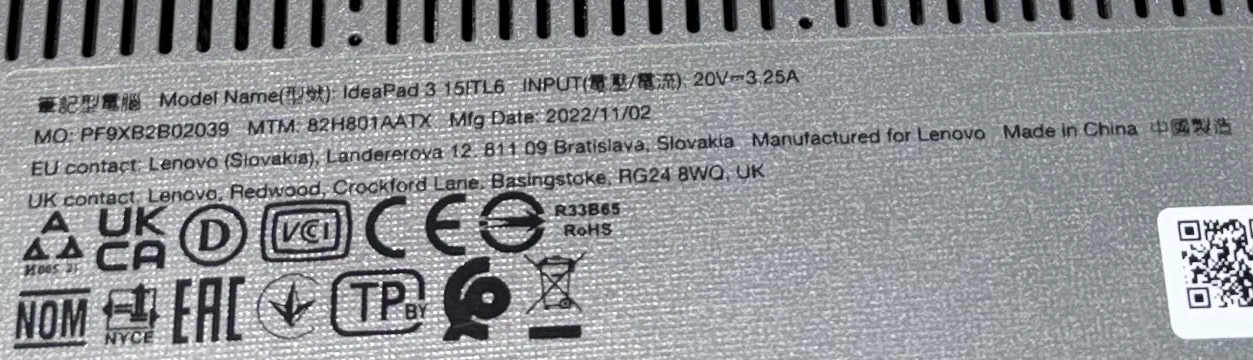 筆記型電腦 Model Name(型號): IdeaPad 3 15ITL6 INPUT(電壓/電流): 20V⎓3.25A
MO: PF9XB2B02039 MTM: 82H801AATX Mfg Date: 2022/11/02
EU contact: Lenovo (Slovakia), Landererova 12, 811 09 Bratislava, Slovakia Manufactured for Lenovo Made in China 中國製造
UK contact: Lenovo, Redwood, Crockford Lane, Basingstoke, RG24 8WQ, UK
UK CA D VCCI CE R33B65 RoHS
NOM NYCE EAC TP BY